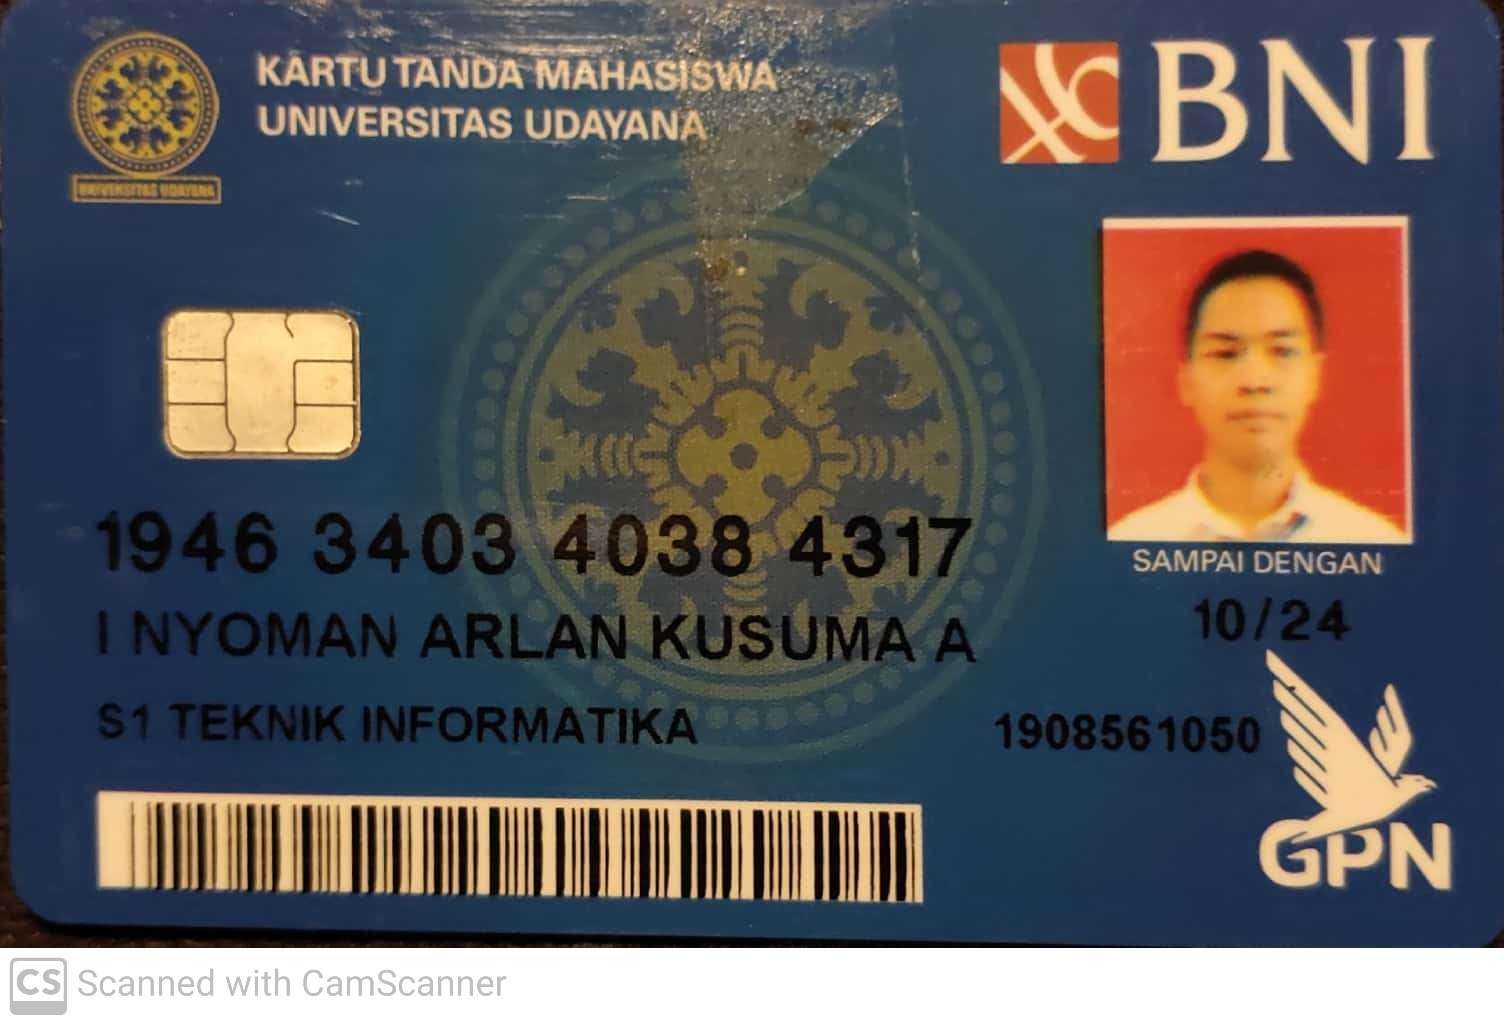 KARTU TANDA MAHASISWA
UNIVERSITAS UDAYANA
UNIVERSITAS UDAYANA
BNI
SAMPAI DENGAN
10/24
1946 3403 4038 4317
I NYOMAN ARLAN KUSUMA A
S1 TEKNIK INFORMATIKA
1908561050
GPN
CS Scanned with CamScanner